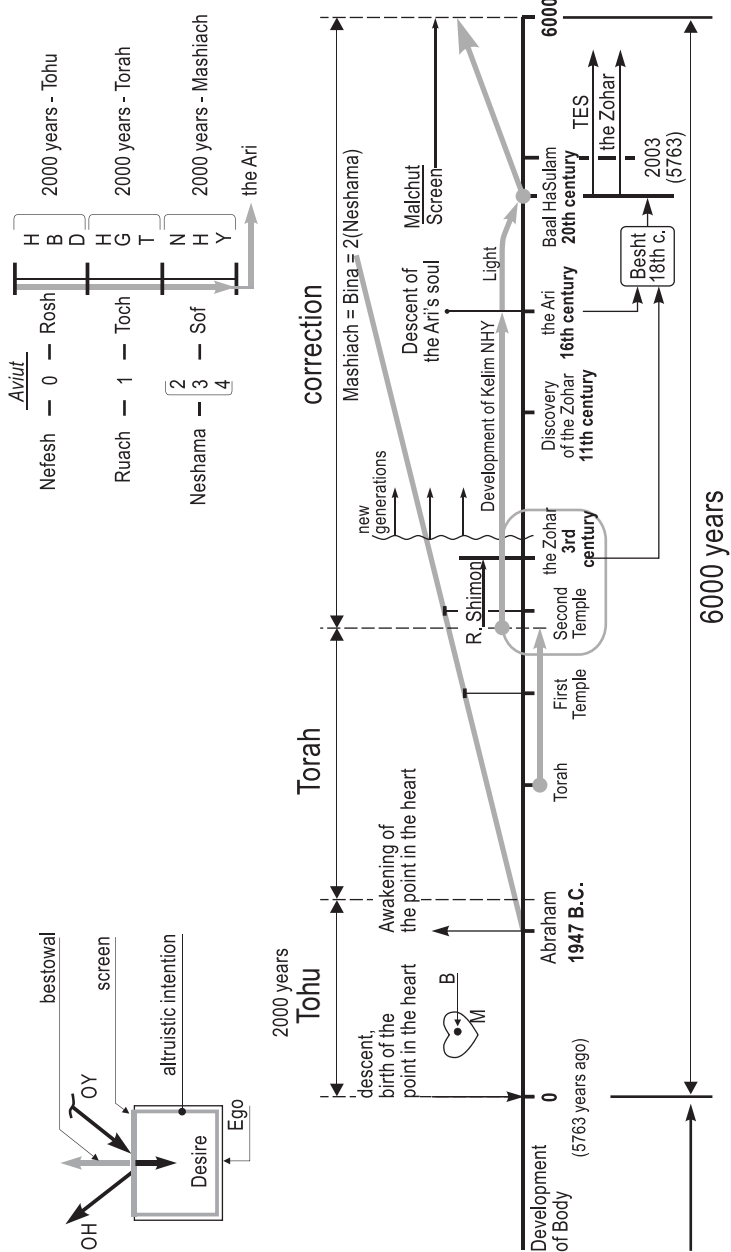 bestowal
screen
altruistic intention
OY
OH
Desire
Ego
Aviut
Nefesh – 0 – Rosh
Ruach – 1 – Toch
Neshama – 2 3 4 – Sof
H
B
D
2000 years - Tohu
H
G
T
2000 years - Torah
N
H
Y
2000 years - Mashiach
the Ari
2000 years
Tohu
Torah
correction
descent,
birth of the
point in the heart
B
M
Awakening of
the point in the heart
new
generations
Mashiach = Bina = 2(Neshama)
Descent of
the Ari's soul
Malchut
Screen
R. Shimon
Development of Kelim NHY
Light
Development
of Body
0
(5763 years ago)
Abraham
1947 B.C.
Torah
First
Temple
Second
Temple
the Zohar
3rd
century
Discovery
of the Zohar
11th century
the Ari
16th century
Baal HaSulam
20th century
6000
Besht
18th c.
TES
the Zohar
2003
(5763)
6000 years